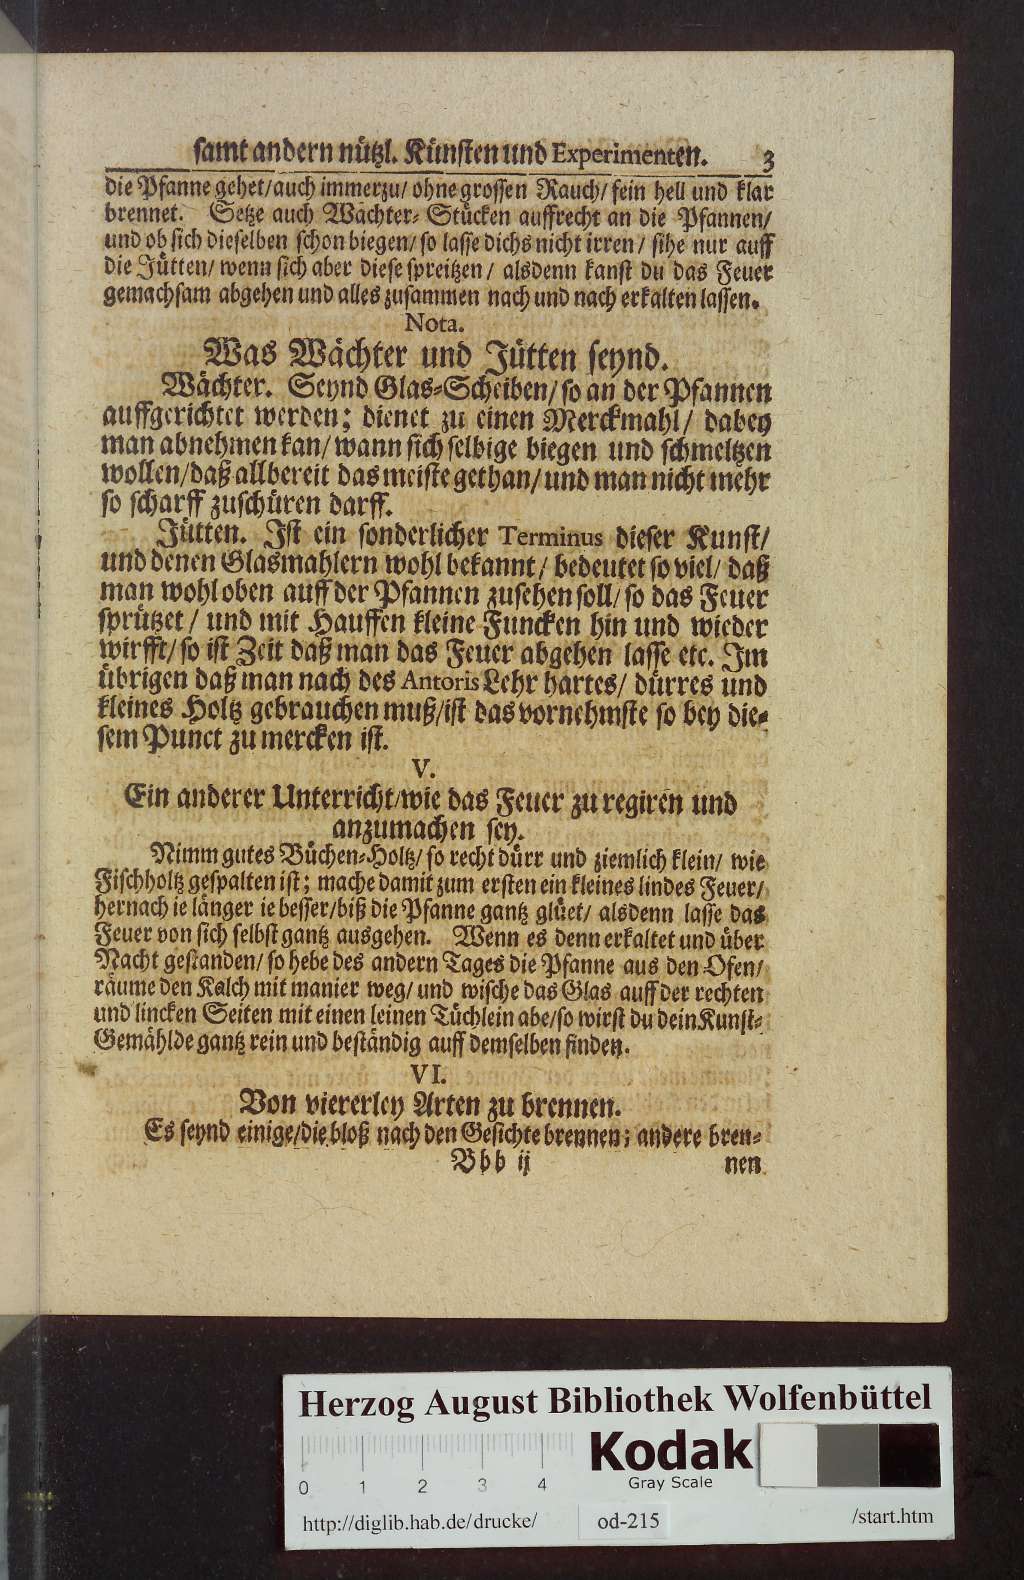 samt andern nützl. Künsten und Experimenten. 3
die Pfanne gehet/ auch immerzu/ ohne grossen Rauch/ fein hell und klar
brennet. Setze auch Wächter-Stücken auffrecht an die Pfannen/
und ob sich dieselben schon biegen/ so lasse dichs nicht irren/ sihe nur auff
die Jütten/ wenn sich aber diese spreitzen/ alsdenn kanst du das Feuer
gemachsam abgehen und alles zusammen nach und nach erkalten lassen.
Nota.
Was Wächter und Jütten seynd.
Wächter. Seynd Glas-Scheiben/ so an der Pfannen
auffgerichtet werden; dienet zu einen Merckmahl/ dabey
man abnehmen kan/ wann sich selbige biegen und schmeltzen
wollen/ daß allbereit das meiste gethan/ und man nicht mehr
so scharff zuschüren darff.
Jütten. Ist ein sonderlicher Terminus dieser Kunst/
und denen Glasmahlern wohl bekannt/ bedeutet so viel/ daß
man wohl oben auff der Pfannen zusehen soll/ so das Feuer
sprützet/ und mit Hauffen kleine Funcken hin und wieder
wirfft/ so ist Zeit daß man das Feuer abgehen lasse etc. Im
übrigen daß man nach des Antoris Lehr hartes/ dürres und
kleines Holtz gebrauchen muß/ ist das vornehmste so bey die-
sem Punct zu mercken ist.
V.
Ein anderer Unterricht/ wie das Feuer zu regiren und
anzumachen sey.
Nimm gutes Büchen-Holtz/ so recht dürr und ziemlich klein/ wie
Fischholtz gespalten ist; mache damit zum ersten ein kleines lindes Feuer/
hernach ie länger ie besser/ biß die Pfanne gantz glüet/ alsdenn lasse das
Feuer von sich selbst gantz ausgehen. Wenn es denn erkaltet und über
Nacht gestanden/ so hebe des andern Tages die Pfanne aus den Ofen/
räume den Kalch mit manier weg/ und wische das Glas auff der rechten
und lincken Seiten mit einen leinen Tüchlein abe/ so wirst du dein Kunst-
Gemählde gantz rein und beständig auff demselben finden.
VI.
Von viererley Arten zu brennen.
Es seynd einige/ die bloß nach den Gesichte brennen; andere bren-
Bbb ij nen
Herzog August Bibliothek Wolfenbüttel
0 1 2 3 4
Kodak
Gray Scale
http://diglib.hab.de/drucke/ od-215 /start.htm